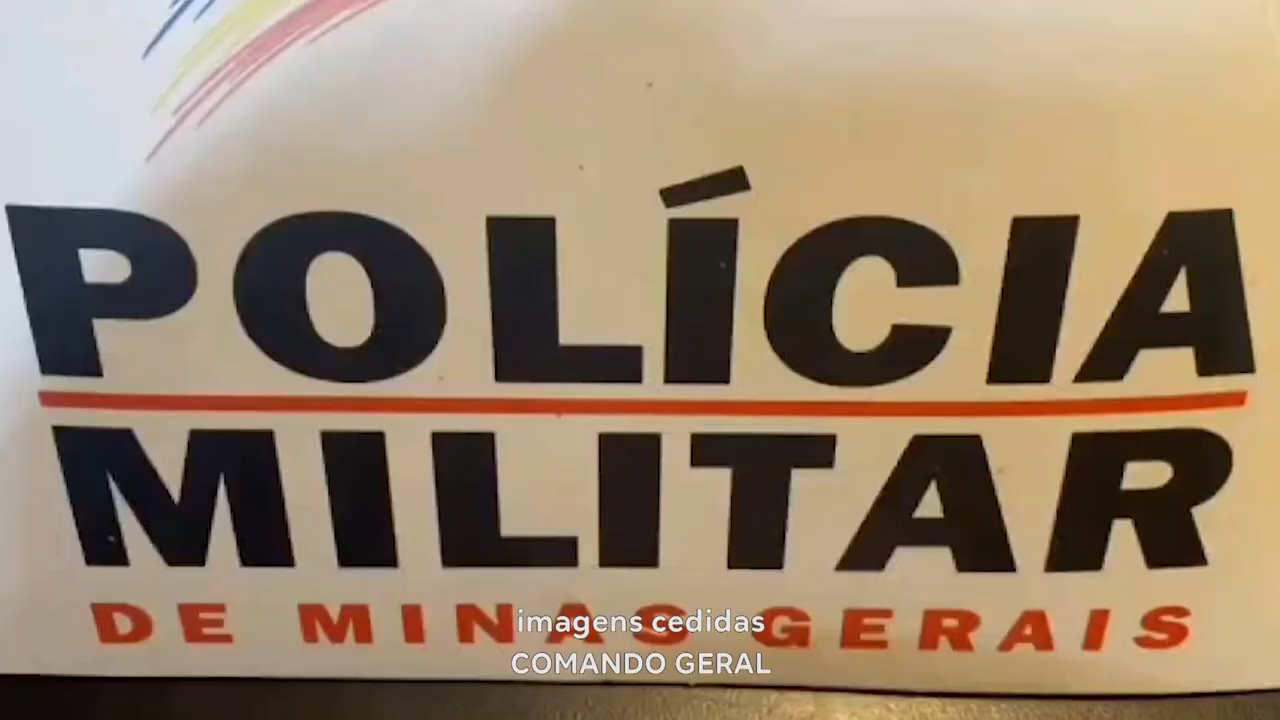 POLÍCIA
MILITAR
DE MINAS GERAIS
imagens cedidas
COMANDO GERAL